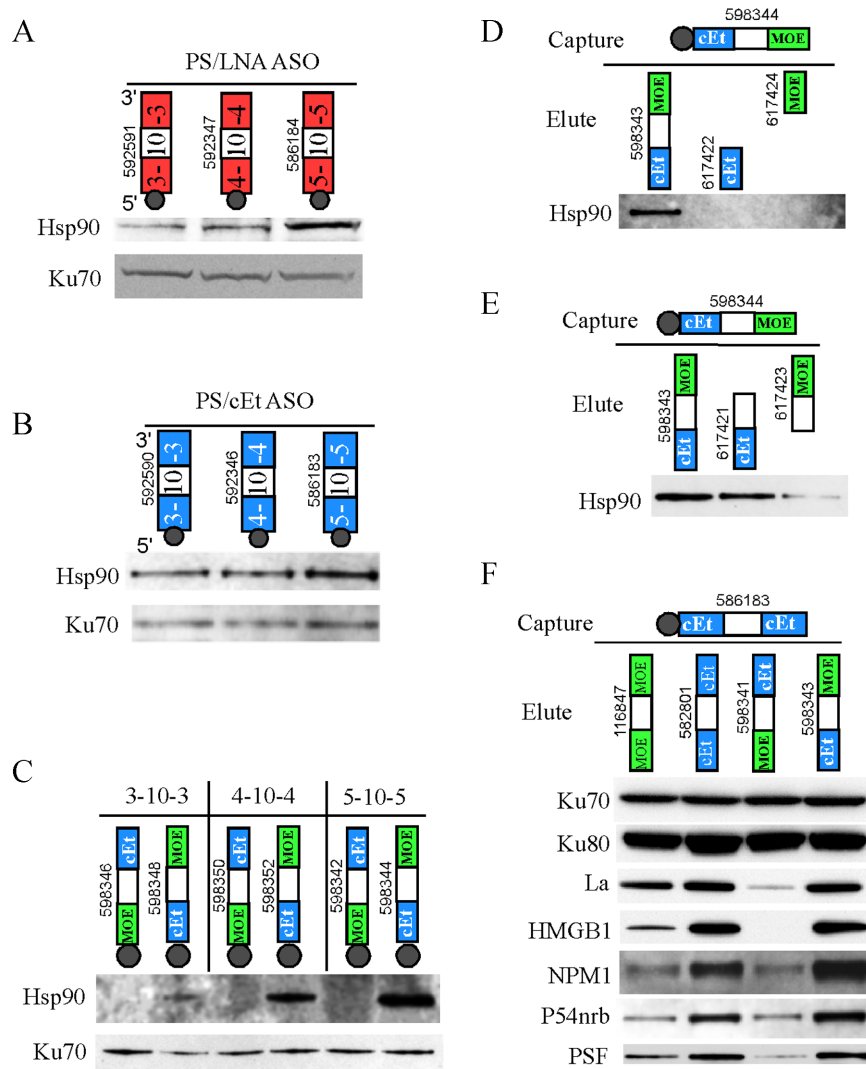 A
PS/LNA ASO
3'
592591
3-10-3
592347
4-10-4
586184
5-10-5
5'
Hsp90
Ku70
B
PS/cEt ASO
3'
592590
3-10-3
592346
4-10-4
586183
5-10-5
5'
Hsp90
Ku70
C
3-10-3 4-10-4 5-10-5
598346
cEt
MOE
598348
MOE
cEt
598350
cEt
MOE
598352
MOE
cEt
598342
cEt
MOE
598344
MOE
cEt
Hsp90
Ku70
D
598344
Capture
cEt MOE
Elute
598343
MOE
cEt
617422
cEt
617424
MOE
Hsp90
E
598344
Capture
cEt MOE
Elute
598343
MOE
cEt
617421
cEt
617423
MOE
Hsp90
F
586183
Capture
cEt cEt
Elute
116847
MOE
MOE
582801
cEt
cEt
598341
cEt
MOE
598343
MOE
cEt
Ku70
Ku80
La
HMGB1
NPM1
P54nrb
PSF